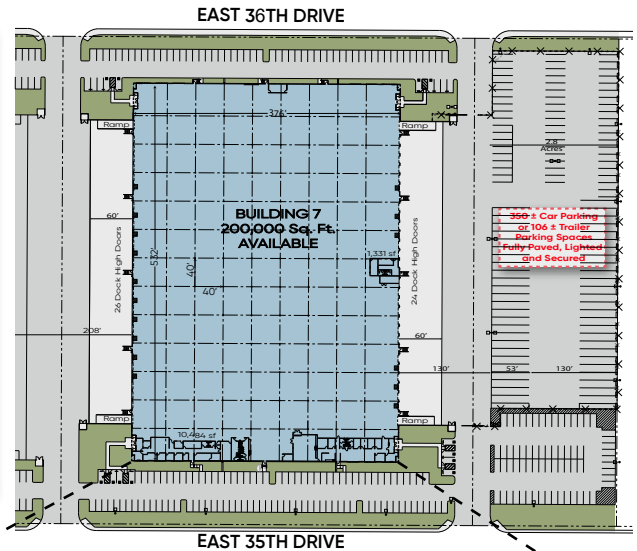 EAST 36TH DRIVE
Ramp
376'
Ramp
2.8
Acres
60'
26 Dock High Doors
208'
BUILDING 7
200,000 Sq. Ft.
AVAILABLE
532'
40'
40'
1,331 sf
24 Dock High Doors
350 ± Car Parking
or 106 ± Trailer
Parking Spaces
Fully Paved, Lighted
and Secured
60'
130'
53'
130'
Ramp
10,484 sf
Ramp
EAST 35TH DRIVE